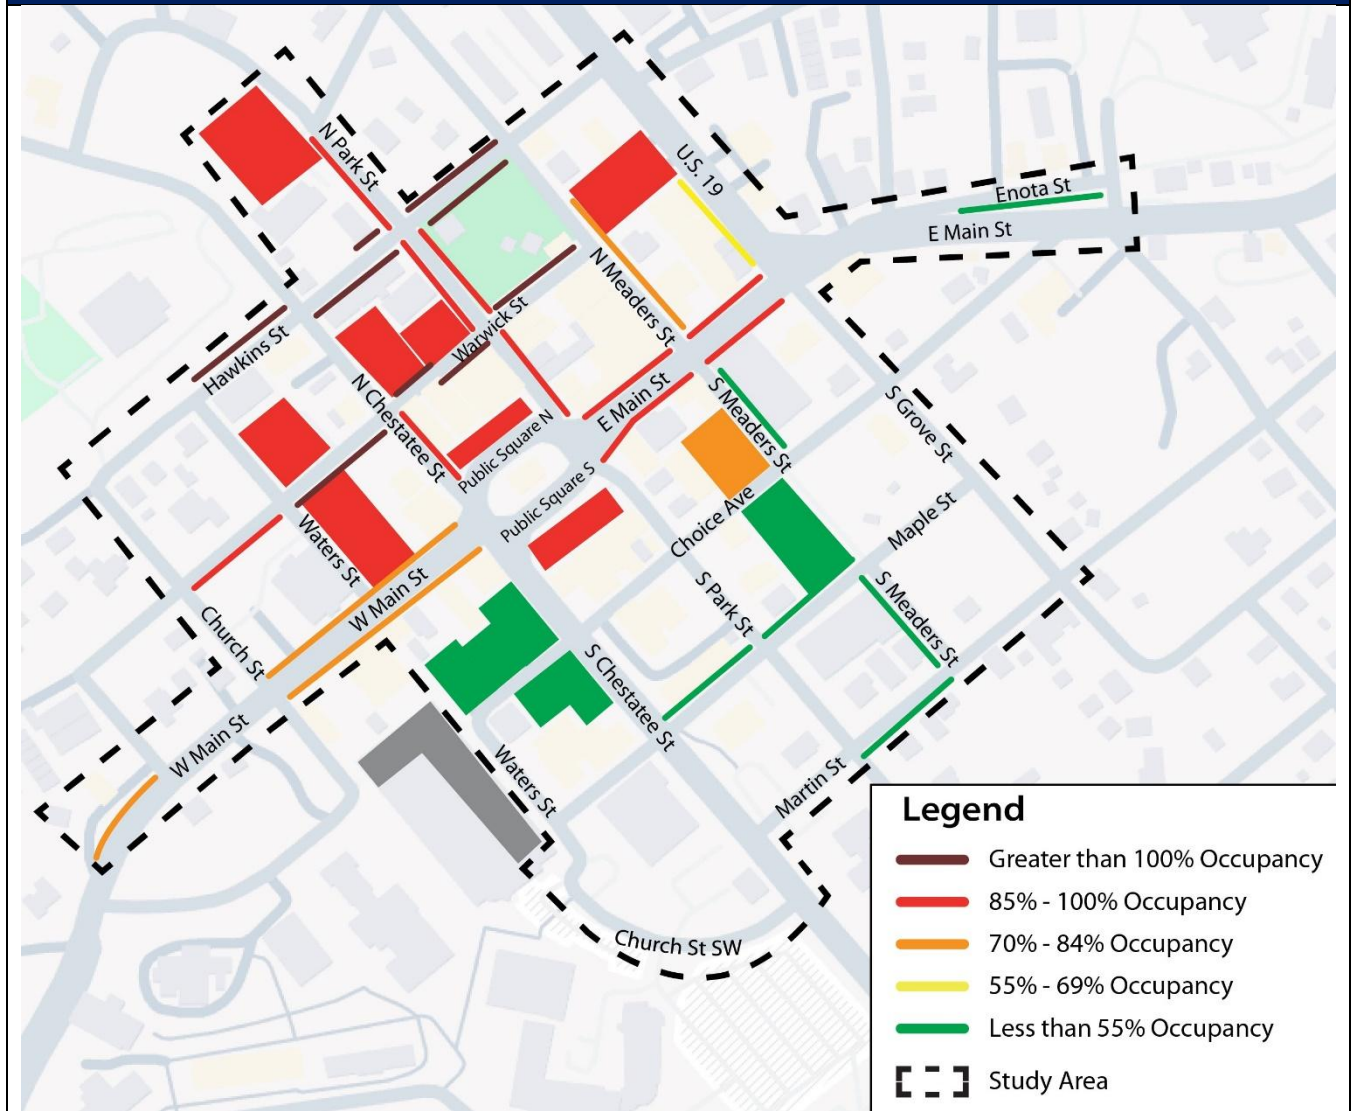 N Park St
U.S. 19
Enota St
E Main St
N Meaders St
Warwick St
Hawkins St
N Chestatee St
E Main St
S Meaders St
S Grove St
Public Square N
Public Square S
Choice Ave
Maple St
Waters St
W Main St
S Park St
S Meaders St
Church St
S Chestatee St
W Main St
Waters St
Martin St
Church St SW
Legend
Greater than 100% Occupancy
85% - 100% Occupancy
70% - 84% Occupancy
55% - 69% Occupancy
Less than 55% Occupancy
Study Area